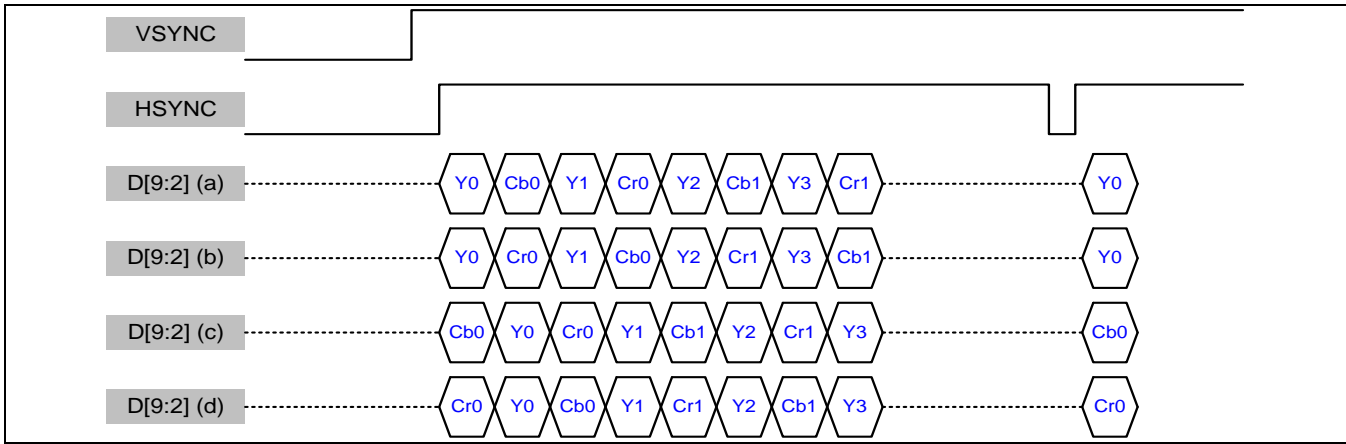 VSYNC
HSYNC
D[9:2] (a) Y0 Cb0 Y1 Cr0 Y2 Cb1 Y3 Cr1 Y0
D[9:2] (b) Y0 Cr0 Y1 Cb0 Y2 Cr1 Y3 Cb1 Y0
D[9:2] (c) Cb0 Y0 Cr0 Y1 Cb1 Y2 Cr1 Y3 Cb0
D[9:2] (d) Cr0 Y0 Cb0 Y1 Cr1 Y2 Cb1 Y3 Cr0